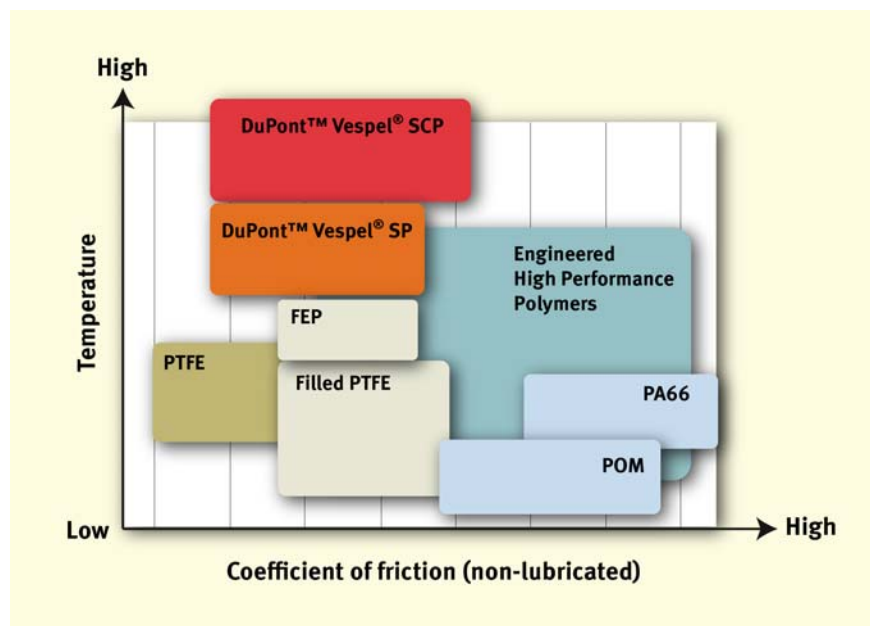 High
DuPont™ Vespel® SCP
DuPont™ Vespel® SP
Engineered
High Performance
Polymers
FEP
PTFE
Filled PTFE
PA66
POM
Temperature
Low
High
Coefficient of friction (non-lubricated)